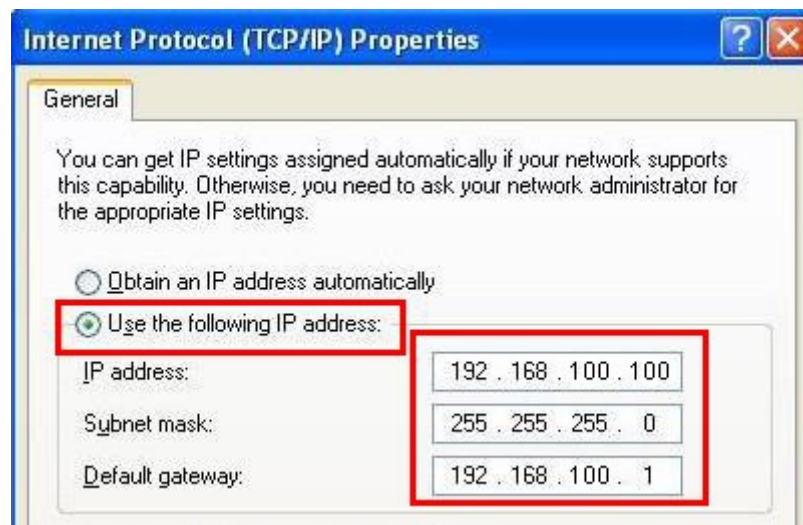 Internet Protocol (TCP/IP) Properties
General
You can get IP settings assigned automatically if your network supports
this capability. Otherwise, you need to ask your network administrator for
the appropriate IP settings.
Obtain an IP address automatically
Use the following IP address:
IP address: 192 . 168 . 100 . 100
Subnet mask: 255 . 255 . 255 . 0
Default gateway: 192 . 168 . 100 . 1